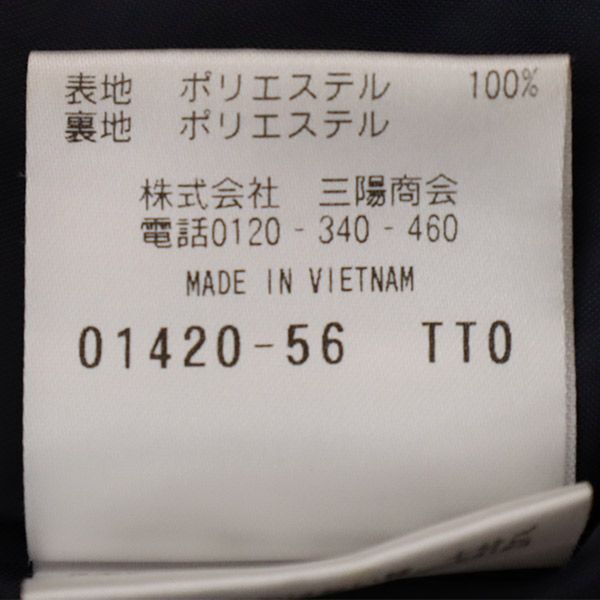 表地 ポリエステル 100%
裏地 ポリエステル
株式会社 三陽商会
電話0120-340-460
MADE IN VIETNAM
01420-56 TTO